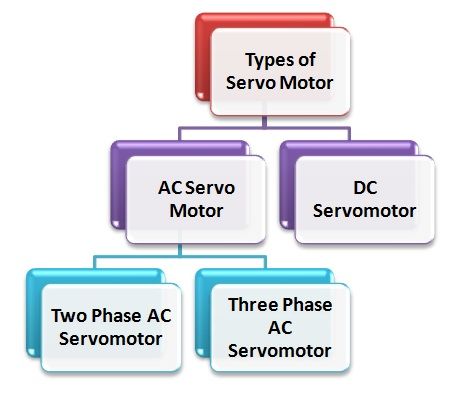 Types of
Servo Motor
AC Servo
Motor
DC
Servomotor
Two Phase AC
Servomotor
Three Phase
AC
Servomotor